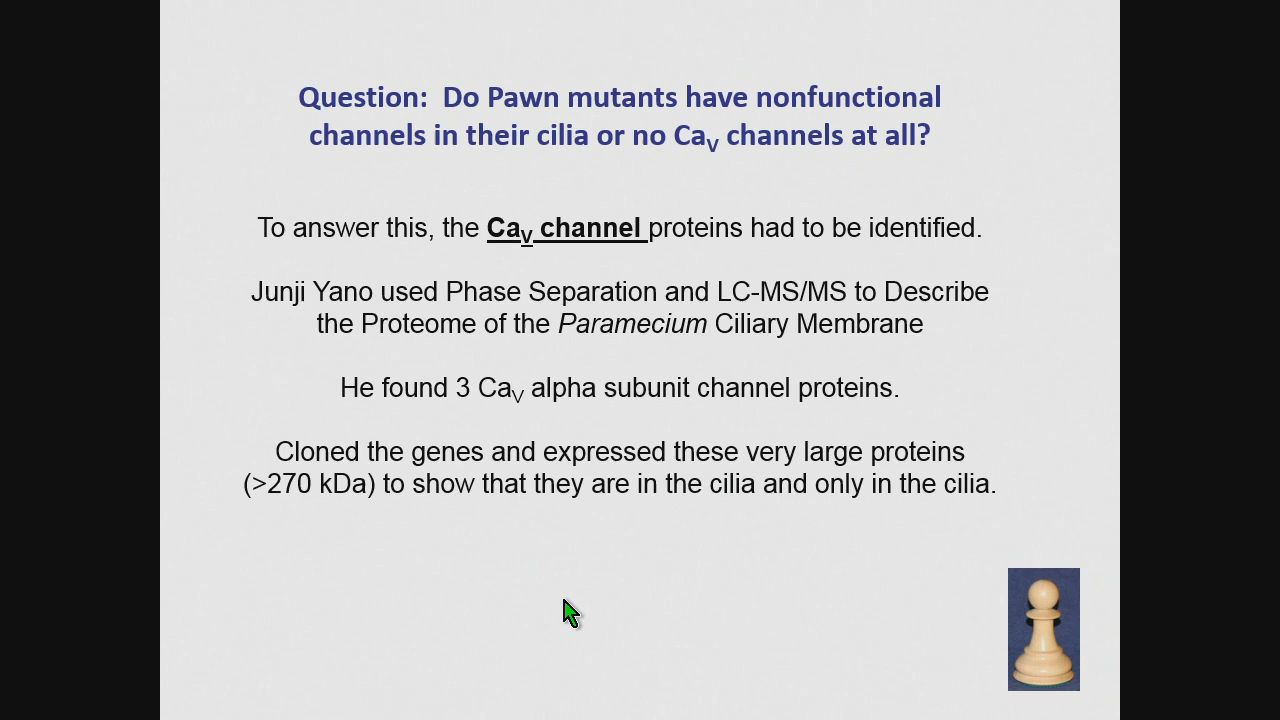 Question:  Do Pawn mutants have nonfunctional
channels in their cilia or no CaV channels at all?
To answer this, the CaV channel proteins had to be identified.
Junji Yano used Phase Separation and LC-MS/MS to Describe
the Proteome of the Paramecium Ciliary Membrane
He found 3 CaV alpha subunit channel proteins.
Cloned the genes and expressed these very large proteins
(>270 kDa) to show that they are in the cilia and only in the cilia.